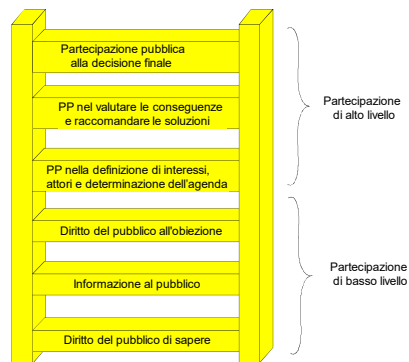 Partecipazione pubblica
alla decisione finale
PP nel valutare le conseguenze
e raccomandare le soluzioni
PP nella definizione di interessi,
attori e determinazione dell'agenda
Diritto del pubblico all'obiezione
Informazione al pubblico
Diritto del pubblico di sapere
Partecipazione
di alto livello
Partecipazione
di basso livello